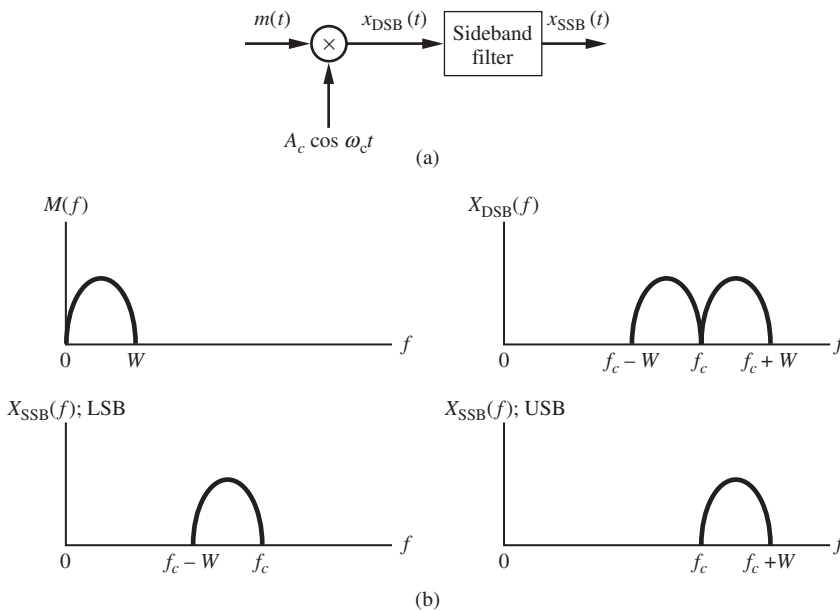 m(t) x_DSB (t) Sideband filter x_SSB (t)
×
A_c cos ω_c t
(a)
M(f) X_DSB(f)
0 W f 0 f_c – W f_c f_c + W f
X_SSB(f); LSB X_SSB(f); USB
0 f_c – W f_c f 0 f_c f_c +W f
(b)